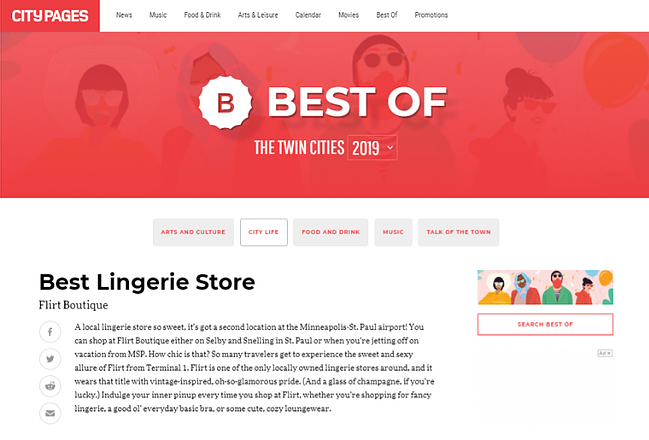 CITY PAGES
News Music Food & Drink Arts & Leisure Calendar Movies Best Of Promotions
B BEST OF
THE TWIN CITIES 2019
ARTS AND CULTURE CITY LIFE FOOD AND DRINK MUSIC TALK OF THE TOWN
Best Lingerie Store
Flirt Boutique
A local lingerie store so sweet, it's got a second location at the Minneapolis-St. Paul airport! You
can shop at Flirt Boutique either on Selby and Snelling in St. Paul or when you're jetting off on
vacation from MSP. How chic is that? So many travelers get to experience the sweet and sexy
allure of Flirt from Terminal 1. Flirt is one of the only locally owned lingerie stores around, and it
wears that title with vintage-inspired, oh-so-glamorous pride. (And a glass of champagne, if you're
lucky.) Indulge your inner pinup every time you shop at Flirt, whether you're shopping for fancy
lingerie, a good ol' everyday basic bra, or some cute, cozy loungewear.
SEARCH BEST OF
Ad